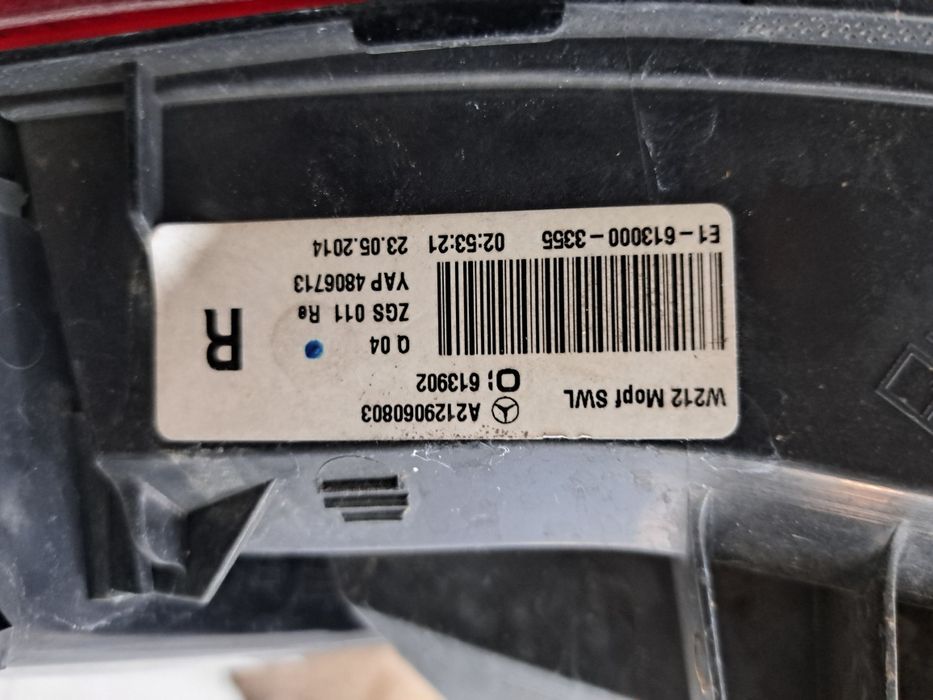 W212 Mopf SWL
A2129060803
613902
Q 04
ZGS 011 Re
YAP 4806713
E1-613000-3355 02:53:21 23.05.2014
R